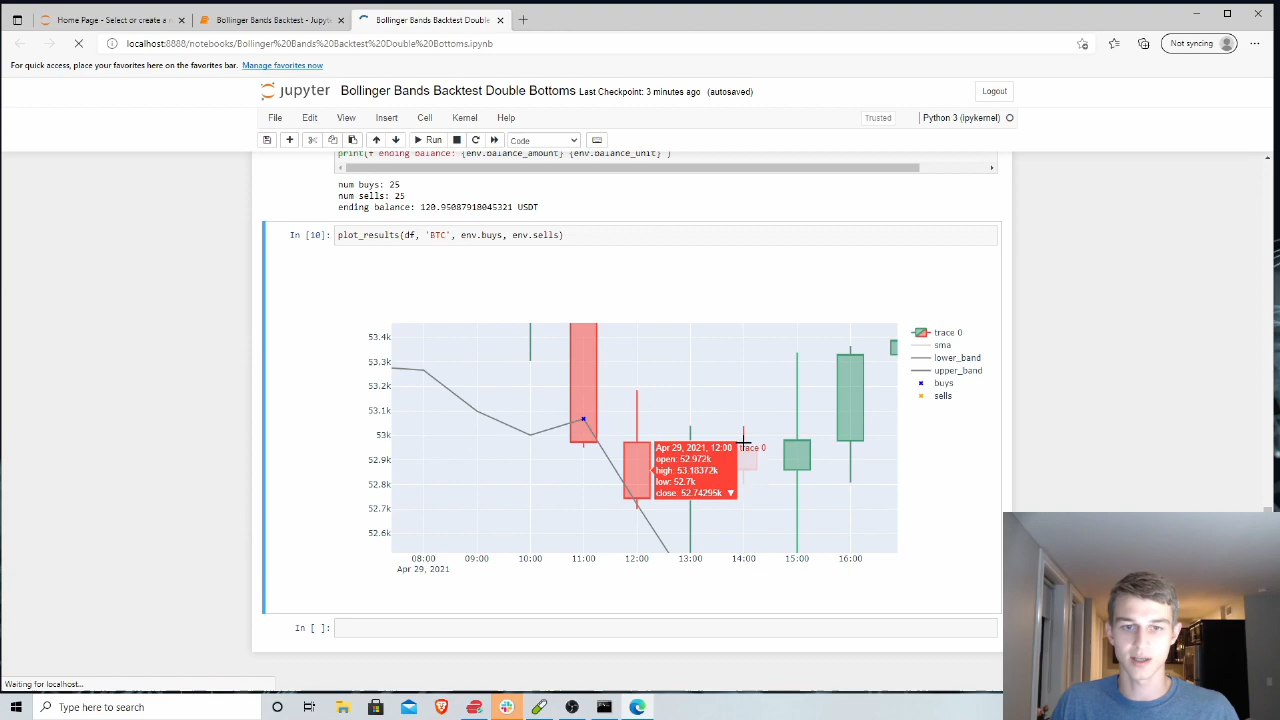 Home Page - Select or create a n
Bollinger Bands Backtest - Jupyte
Bollinger Bands Backtest Double
localhost:8888/notebooks/Bollinger%20Bands%20Backtest%20Double%20Bottoms.ipynb
Not syncing
For quick access, place your favorites here on the favorites bar. Manage favorites now
jupyter Bollinger Bands Backtest Double Bottoms Last Checkpoint: 3 minutes ago (autosaved)
Logout
File Edit View Insert Cell Kernel Help
Trusted Python 3 (ipykernel)
Run Code
print(f'ending balance: {env.balance_amount} {env.balance_unit}')
num buys: 25
num sells: 25
ending balance: 120.95087918045321 USDT
In [10]: plot_results(df, 'BTC', env.buys, env.sells)
53.4k
53.3k
53.2k
53.1k
53k
52.9k
52.8k
52.7k
52.6k
trace 0
sma
lower_band
upper_band
buys
sells
Apr 29, 2021, 12:00
open: 52.972k
high: 53.18372k
low: 52.7k
close: 52.74295k ▼
trace 0
08:00 09:00 10:00 11:00 12:00 13:00 14:00 15:00 16:00
Apr 29, 2021
In [ ]:
Waiting for localhost...
Type here to search